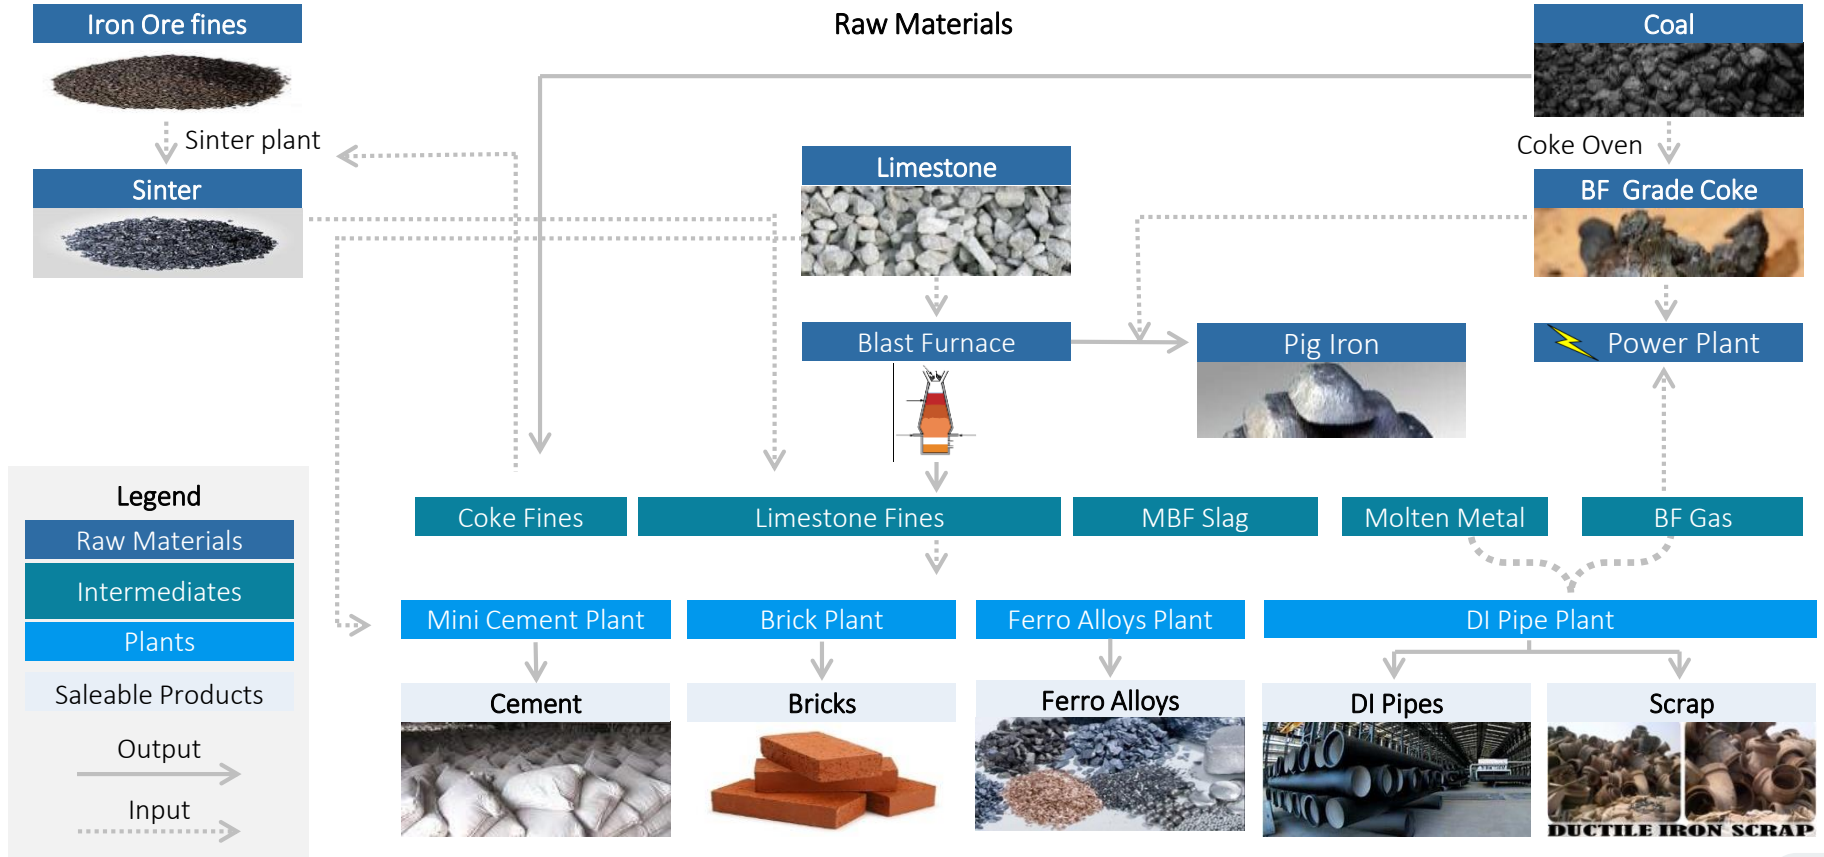 Iron Ore fines
Raw Materials
Coal
Sinter plant
Coke Oven
Limestone
Sinter
BF Grade Coke
Blast Furnace
Pig Iron
Power Plant
Legend
Raw Materials
Intermediates
Plants
Saleable Products
Output
Input
Coke Fines
Limestone Fines
MBF Slag
Molten Metal
BF Gas
Mini Cement Plant
Brick Plant
Ferro Alloys Plant
DI Pipe Plant
Cement
Bricks
Ferro Alloys
DI Pipes
Scrap
DUCTILE IRON SCRAP